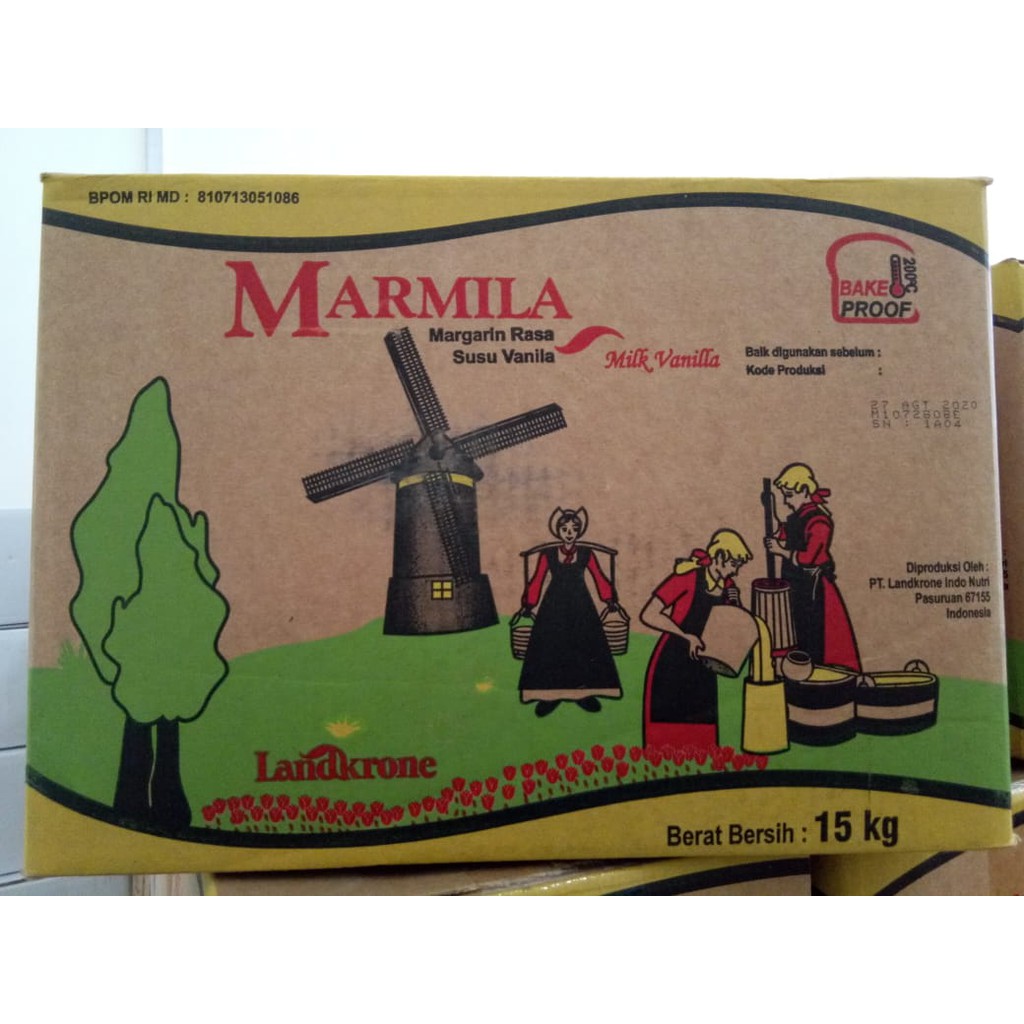 BPOM RI MD : 810713051086
MARMILA
Margarin Rasa
Susu Vanila
Milk Vanilla
BAKE
PROOF
200°C
Baik digunakan sebelum :
Kode Produksi :
27 AGT 2020
M1072808E
SN : 1A04
Diproduksi Oleh :
PT. Landkrone Indo Nutri
Pasuruan 67155
Indonesia
Landkrone
Berat Bersih : 15 kg